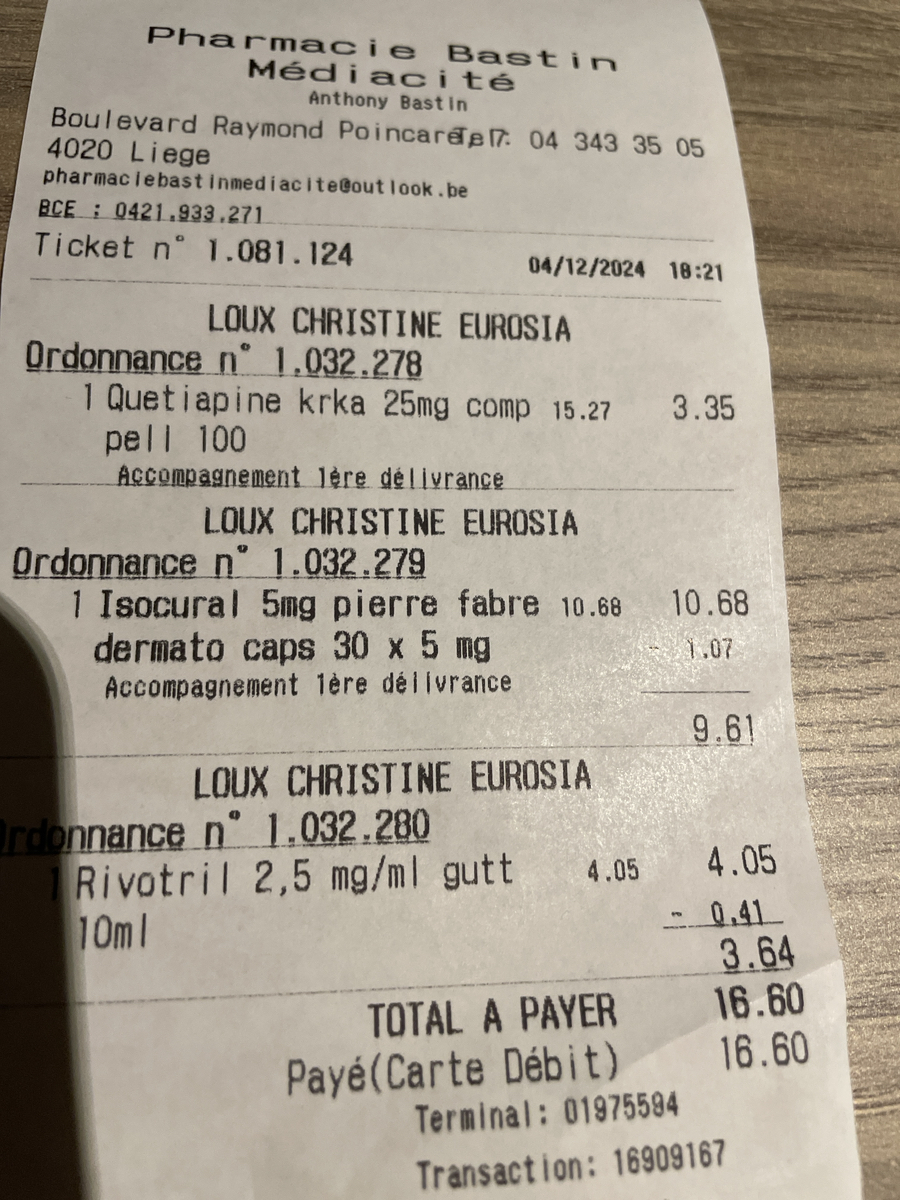 Pharmacie Bastin
Médiacité
Anthony Bastin
Boulevard Raymond Poincaré 7 Tel: 04 343 35 05
4020 Liege
pharmaciebastinmediacite@outlook.be
BCE : 0421.933.271
Ticket n° 1.081.124 04/12/2024 18:21
LOUX CHRISTINE EUROSIA
Ordonnance n° 1.032.278
1 Quetiapine krka 25mg comp 15.27 3.35
pell 100
Accompagnement 1ère délivrance
LOUX CHRISTINE EUROSIA
Ordonnance n° 1.032.279
1 Isocural 5mg pierre fabre 10.68 10.68
dermato caps 30 x 5 mg - 1.07
Accompagnement 1ère délivrance
9.61
LOUX CHRISTINE EUROSIA
Ordonnance n° 1.032.280
1 Rivotril 2,5 mg/ml gutt 4.05 4.05
10ml - 0.41
3.64
TOTAL A PAYER 16.60
Payé(Carte Débit) 16.60
Terminal: 01975594
Transaction: 16909167